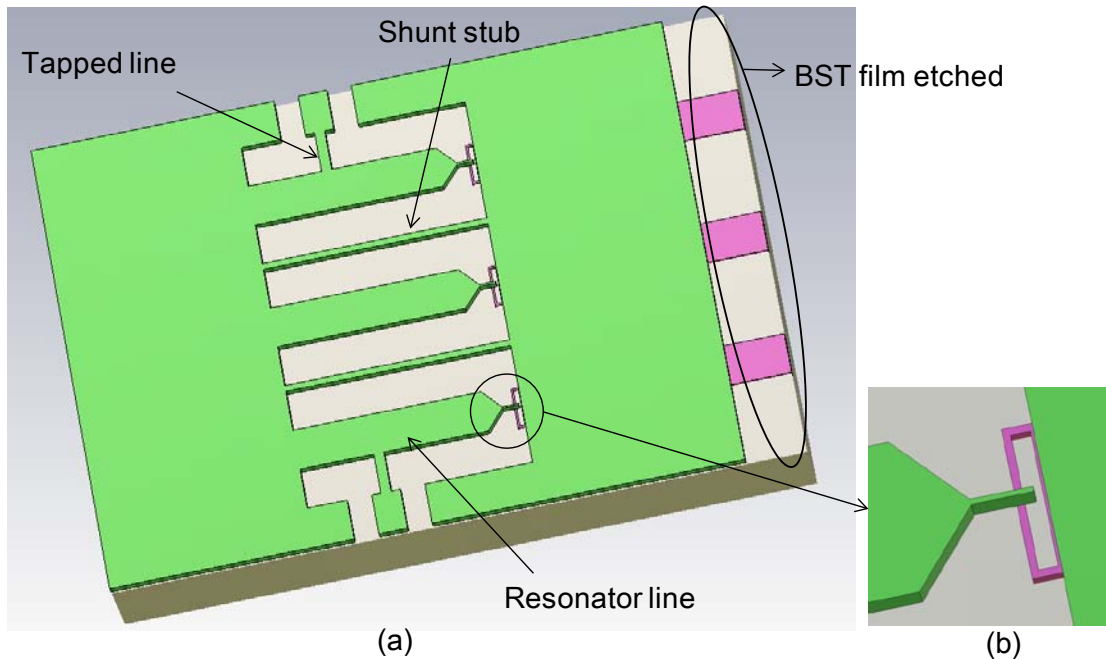 Shunt stub
Tapped line
BST film etched
Resonator line
(a)
(b)